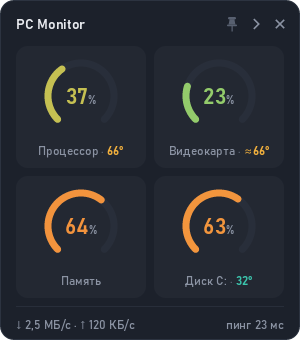 PC Monitor
37%
23%
Процессор · 66°
Видеокарта · ≈66°
64%
63%
Память
Диск C: · 32°
↓ 2,5 МБ/с · ↑ 120 КБ/с
пинг 23 мс